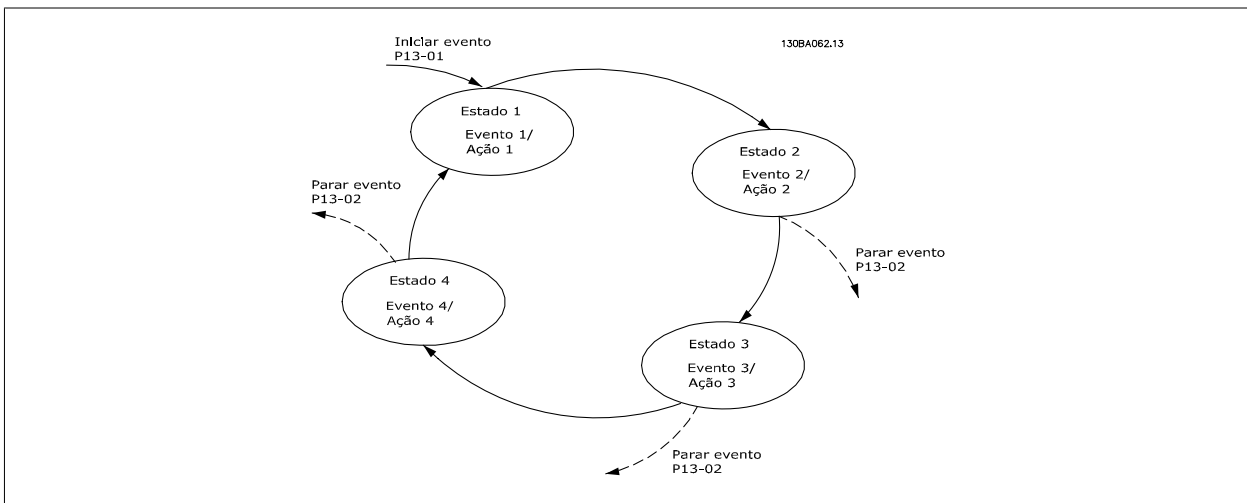 Iniciar evento
P13-01
130BA062.13
Estado 1
Evento 1/
Ação 1
Estado 2
Evento 2/
Ação 2
Parar evento
P13-02
Parar evento
P13-02
Estado 4
Evento 4/
Ação 4
Estado 3
Evento 3/
Ação 3
Parar evento
P13-02